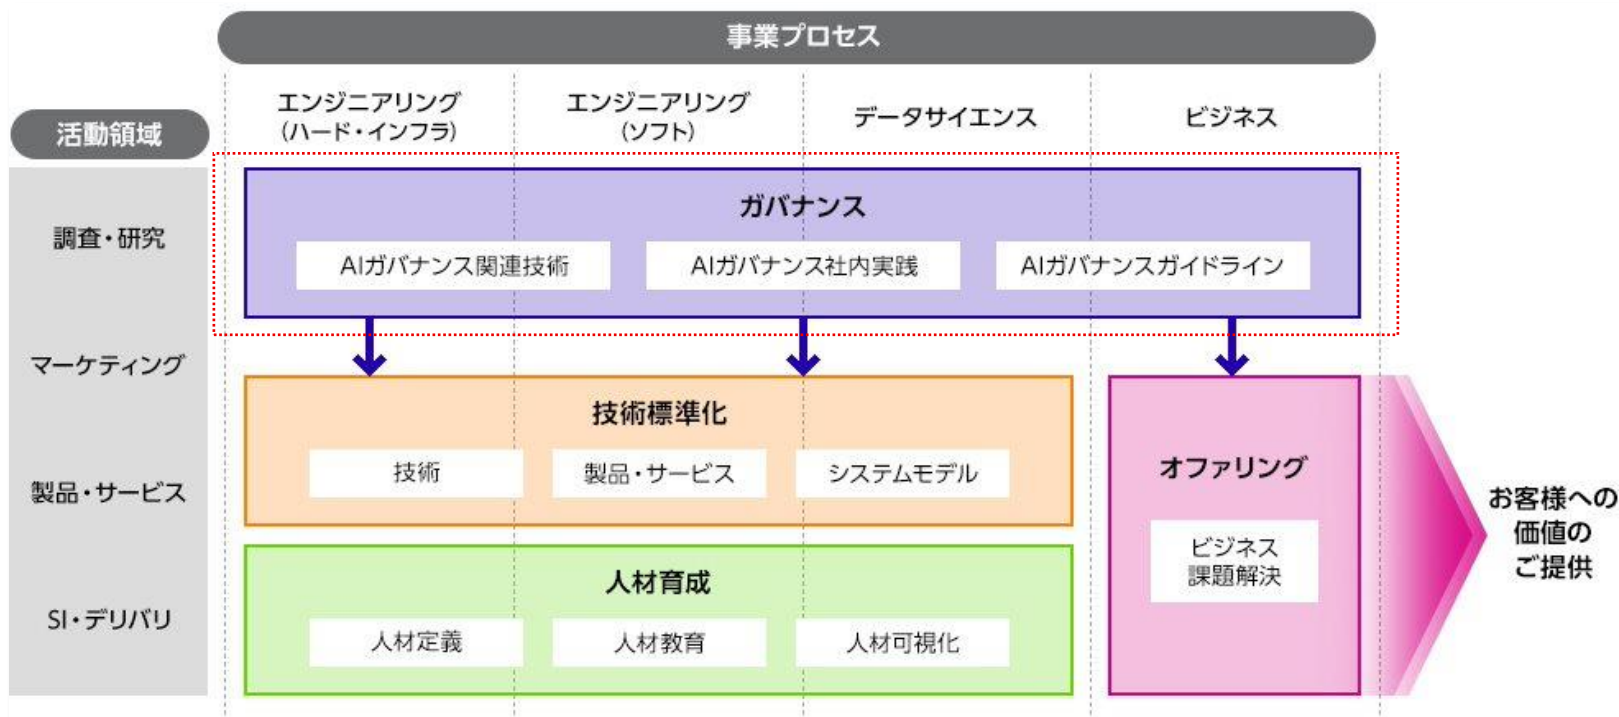 事業プロセス
エンジニアリング
(ハード・インフラ)
エンジニアリング
(ソフト)
データサイエンス
ビジネス
活動領域
調査・研究
マーケティング
製品・サービス
SI・デリバリ
ガバナンス
AIガバナンス関連技術
AIガバナンス社内実践
AIガバナンスガイドライン
技術標準化
技術
製品・サービス
システムモデル
人材育成
人材定義
人材教育
人材可視化
オファリング
ビジネス
課題解決
お客様への
価値の
ご提供